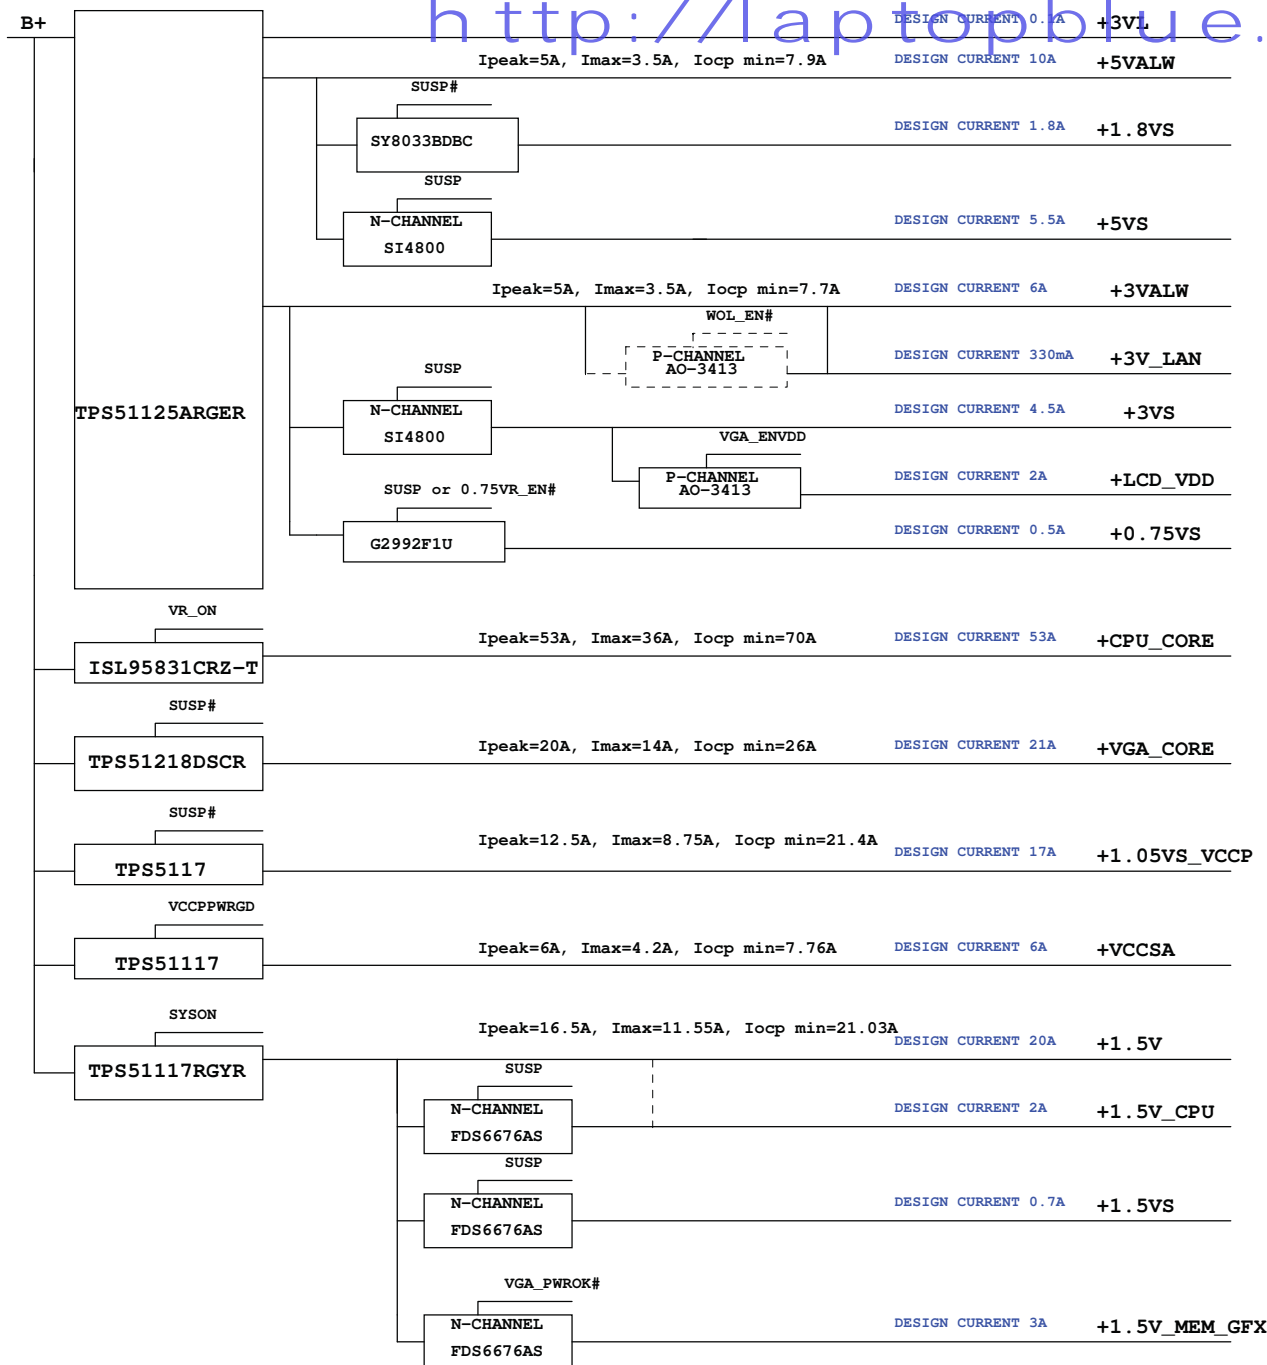 http://laptopblue.
B+
DESIGN CURRENT 0.1A +3VL
Ipeak=5A, Imax=3.5A, Iocp min=7.9A DESIGN CURRENT 10A +5VALW
SUSP#
SY8033BDBC
DESIGN CURRENT 1.8A +1.8VS
SUSP
N-CHANNEL
SI4800
DESIGN CURRENT 5.5A +5VS
Ipeak=5A, Imax=3.5A, Iocp min=7.7A DESIGN CURRENT 6A +3VALW
WOL_EN#
P-CHANNEL
AO-3413
DESIGN CURRENT 330mA +3V_LAN
SUSP
N-CHANNEL
SI4800
DESIGN CURRENT 4.5A +3VS
TPS51125ARGER
VGA_ENVDD
P-CHANNEL
AO-3413
DESIGN CURRENT 2A +LCD_VDD
SUSP or 0.75VR_EN#
G2992F1U
DESIGN CURRENT 0.5A +0.75VS
VR_ON
ISL95831CRZ-T
Ipeak=53A, Imax=36A, Iocp min=70A DESIGN CURRENT 53A +CPU_CORE
SUSP#
TPS51218DSCR
Ipeak=20A, Imax=14A, Iocp min=26A DESIGN CURRENT 21A +VGA_CORE
SUSP#
TPS5117
Ipeak=12.5A, Imax=8.75A, Iocp min=21.4A DESIGN CURRENT 17A +1.05VS_VCCP
VCCPPWRGD
TPS51117
Ipeak=6A, Imax=4.2A, Iocp min=7.76A DESIGN CURRENT 6A +VCCSA
SYSON
TPS51117RGYR
Ipeak=16.5A, Imax=11.55A, Iocp min=21.03A DESIGN CURRENT 20A +1.5V
SUSP
N-CHANNEL
FDS6676AS
DESIGN CURRENT 2A +1.5V_CPU
SUSP
N-CHANNEL
FDS6676AS
DESIGN CURRENT 0.7A +1.5VS
VGA_PWROK#
N-CHANNEL
FDS6676AS
DESIGN CURRENT 3A +1.5V_MEM_GFX